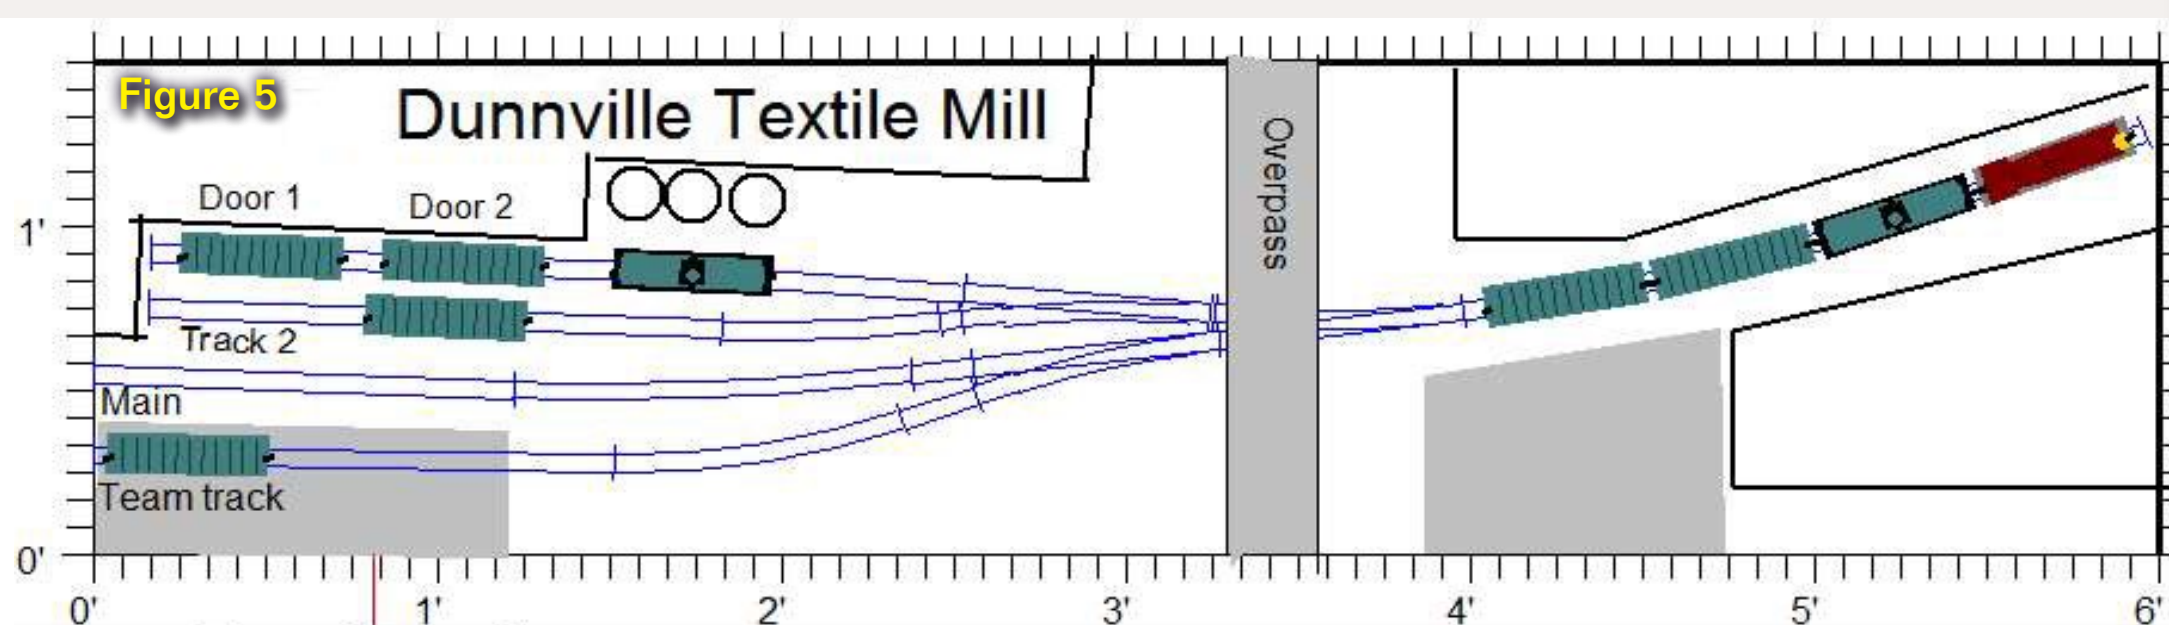 Figure 5
Dunnville Textile Mill
Overpass
Door 1
Door 2
1'
Track 2
Main
Team track
0'
0'
1'
2'
3'
4'
5'
6'